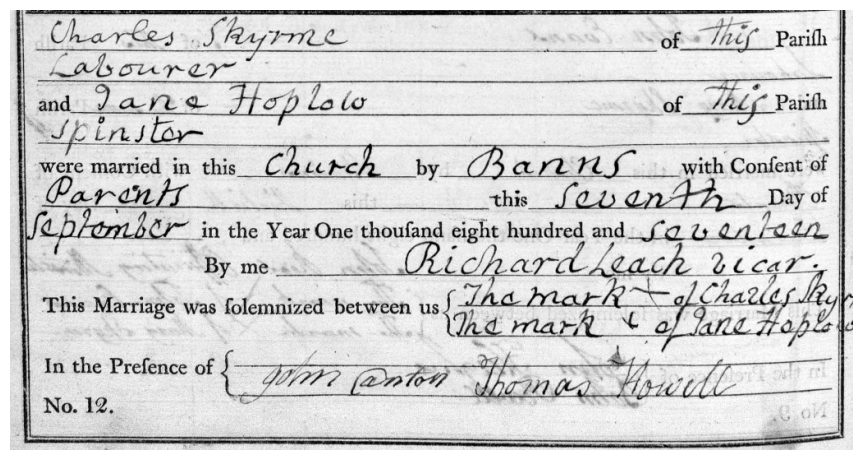 Charles Skyrme of this Parish
Labourer
and Jane Hoplow of this Parish
Spinster
were married in this Church by Banns with Consent of
Parents this Seventh Day of
September in the Year One thousand eight hundred and Seventeen
By me Richard Leach Vicar.
This Marriage was solemnized between us { The mark + of Charles Skyr
The mark + of Jane Hoplow
In the Presence of { John Canton Thomas Howell
No. 12.